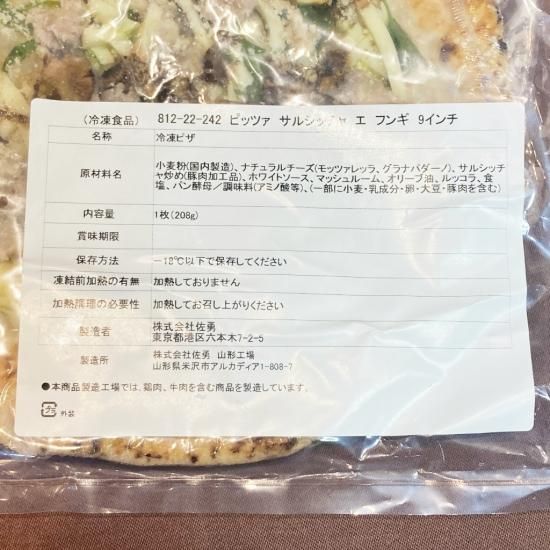 (冷凍食品) 812-22-242 ピッツァ サルシッチャ エ フンギ 9インチ
名称 冷凍ピザ
原材料名 小麦粉(国内製造)、ナチュラルチーズ(モッツァレッラ、グラナパダーノ)、サルシッ
チャ炒め(豚肉加工品)、ホワイトソース、マッシュルーム、オリーブ油、ルッコラ、食
塩、パン酵母／調味料(アミノ酸等)、(一部に小麦・乳成分・卵・大豆・豚肉を含む)
内容量 1枚(208g)
賞味期限
保存方法 －18℃以下で保存してください
凍結前加熱の有無 加熱しておりません
加熱調理の必要性 加熱してお召し上がりください
製造者 株式会社佐勇
東京都港区六本木7-2-5
製造所 株式会社佐勇 山形工場
山形県米沢市アルカディア1-808-7
●本商品製造工場では、鶏肉、牛肉を含む商品を製造しています。
プラ 外装